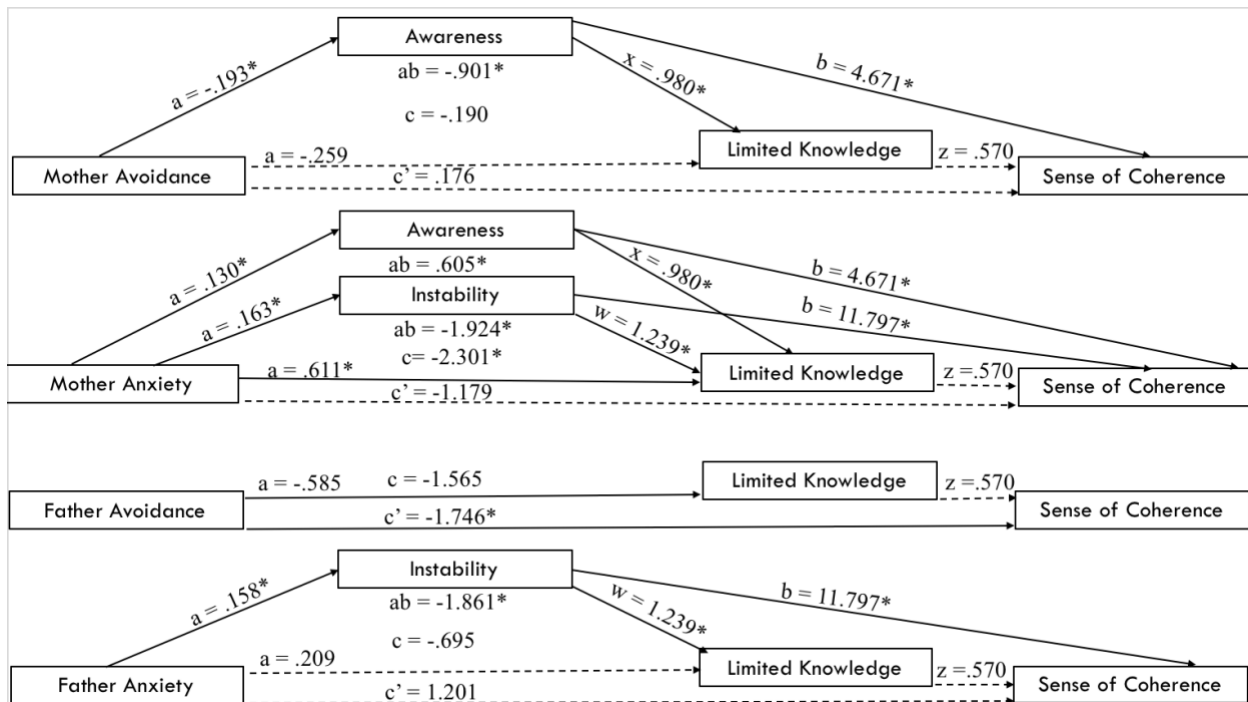 Awareness
ab = -.901*
a = -.193*
x = .980*
b = 4.671*
c = -.190
Limited Knowledge
z = .570
a = -.259
Mother Avoidance
c’ = .176
Sense of Coherence
Awareness
ab = .605*
a = .130*
x = .980*
b = 4.671*
Instability
a = .163*
b = 11.797*
ab = -1.924*
w = 1.239*
c= -2.301*
a = .611*
Limited Knowledge
z =.570
Mother Anxiety
c’ = -1.179
Sense of Coherence
a = -.585
c = -1.565
Limited Knowledge
z =.570
Father Avoidance
c’ = -1.746*
Sense of Coherence
Instability
a = .158*
ab = -1.861*
w = 1.239*
b = 11.797*
c = -.695
a = .209
Limited Knowledge
z =.570
Father Anxiety
c’ = 1.201
Sense of Coherence